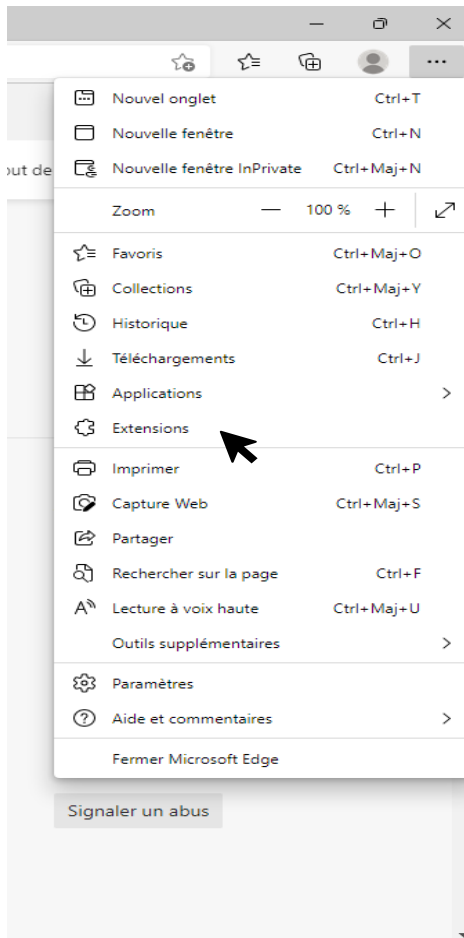 Nouvel onglet Ctrl+T
Nouvelle fenêtre Ctrl+N
out de
Nouvelle fenêtre InPrivate Ctrl+Maj+N
Zoom — 100 % +
Favoris Ctrl+Maj+O
Collections Ctrl+Maj+Y
Historique Ctrl+H
Téléchargements Ctrl+J
Applications
Extensions
Imprimer Ctrl+P
Capture Web Ctrl+Maj+S
Partager
Rechercher sur la page Ctrl+F
Lecture à voix haute Ctrl+Maj+U
Outils supplémentaires
Paramètres
Aide et commentaires
Fermer Microsoft Edge
Signaler un abus